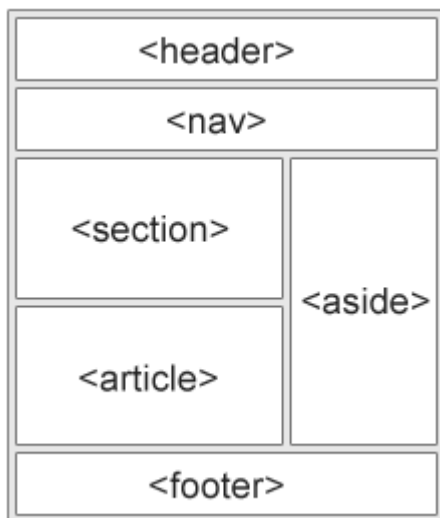 <header>
<nav>
<section>
<article>
<aside>
<footer>